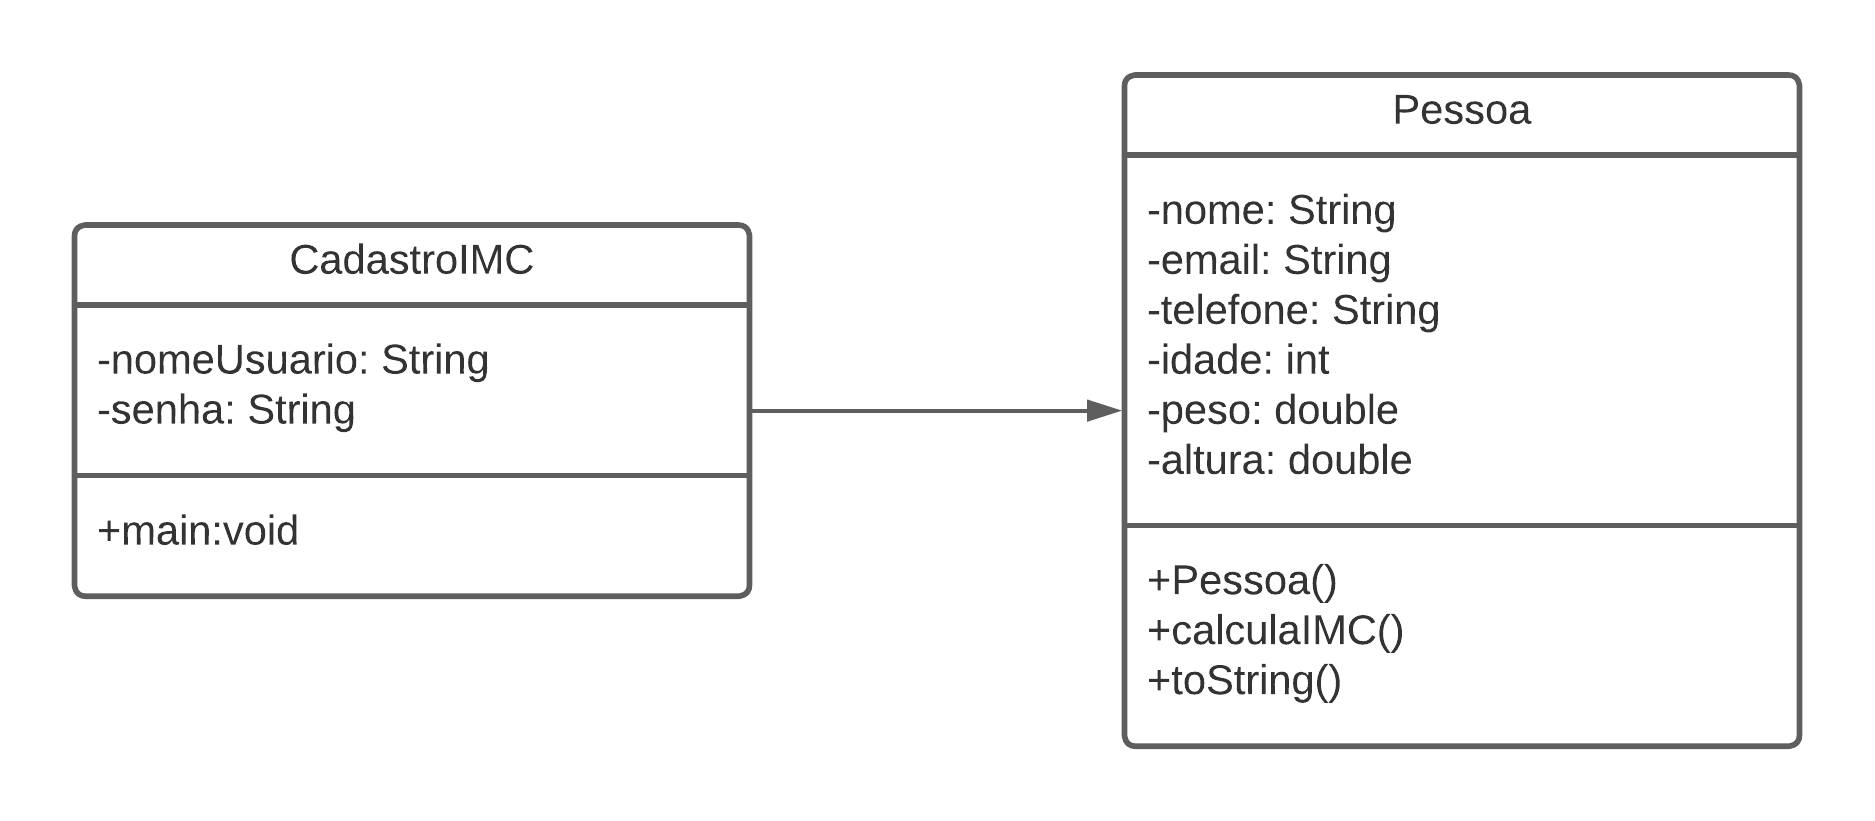 CadastroIMC
-nomeUsuario: String
-senha: String
+main:void
Pessoa
-nome: String
-email: String
-telefone: String
-idade: int
-peso: double
-altura: double
+Pessoa()
+calculaIMC()
+toString()